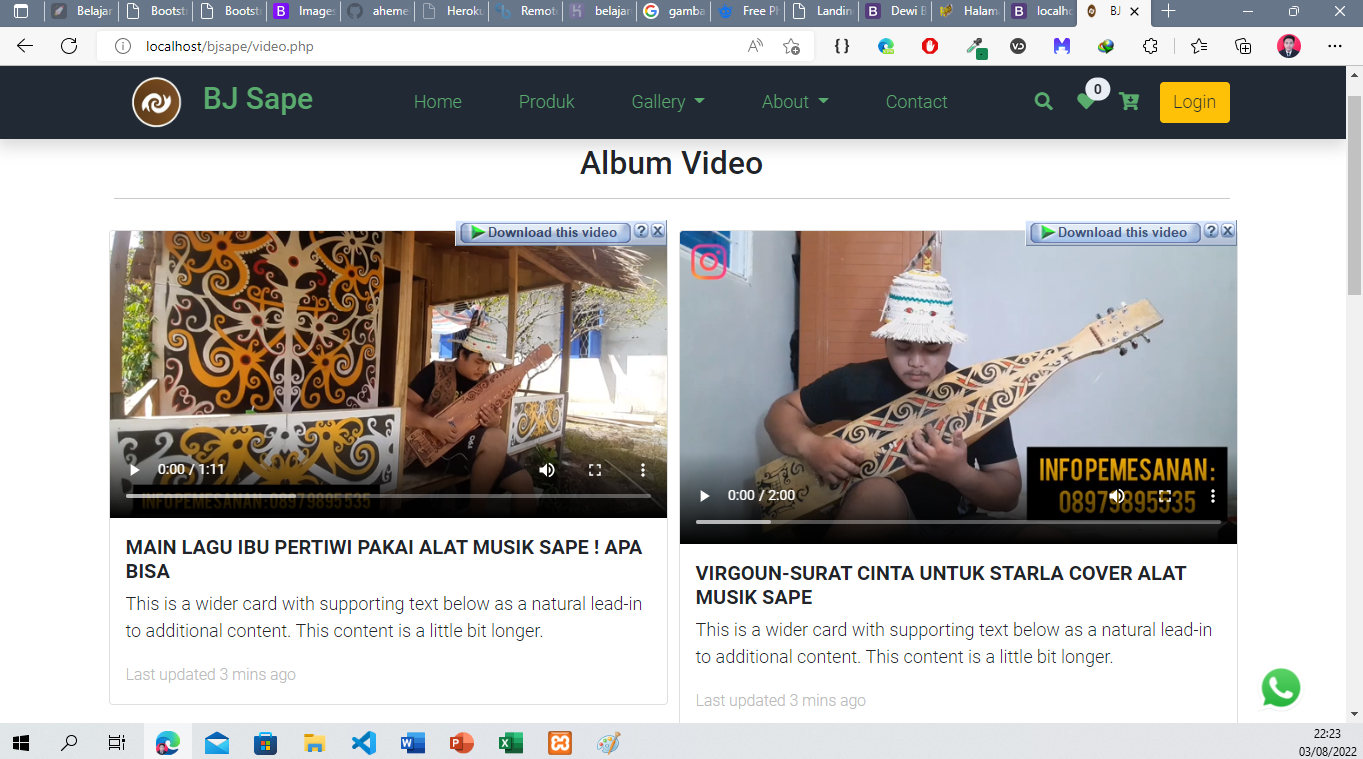 Belajar
Bootst
Bootst
Images
aheme
Heroku
Remot
belajar
gamba
Free Ph
Landin
Dewi B
Halam
localho
BJ
localhost/bjsape/video.php
BJ Sape
Home
Produk
Gallery
About
Contact
0
Login
Album Video
Download this video
Download this video
0:00 / 1:11
INFO PEMESANAN : 08979895535
INFO PEMESANAN :
08979895535
0:00 / 2:00
MAIN LAGU IBU PERTIWI PAKAI ALAT MUSIK SAPE ! APA
BISA
This is a wider card with supporting text below as a natural lead-in
to additional content. This content is a little bit longer.
Last updated 3 mins ago
VIRGOUN-SURAT CINTA UNTUK STARLA COVER ALAT
MUSIK SAPE
This is a wider card with supporting text below as a natural lead-in
to additional content. This content is a little bit longer.
Last updated 3 mins ago
22:23
03/08/2022